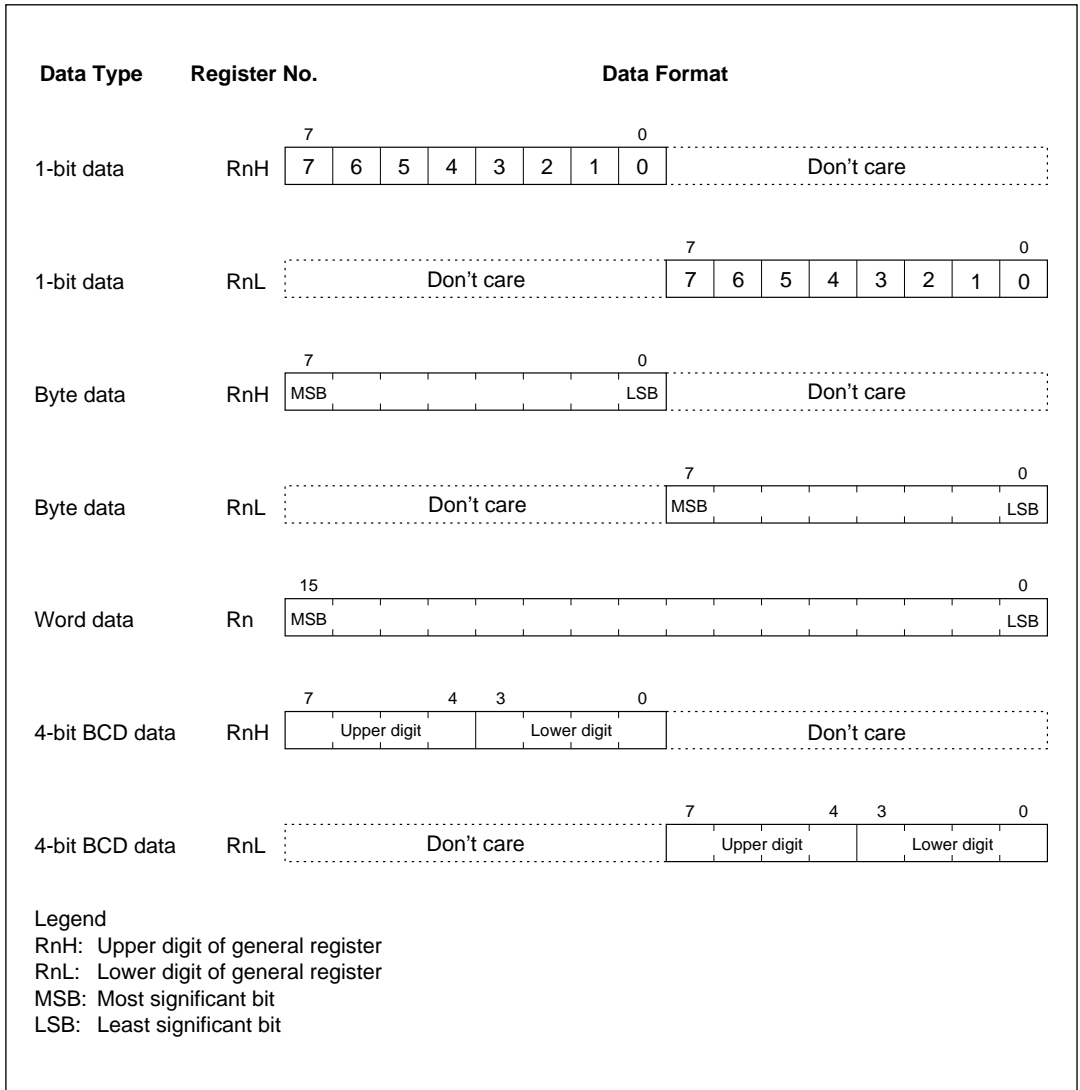 Data Type Register No. Data Format
7 0
1-bit data RnH 7 6 5 4 3 2 1 0 Don't care
7 0
1-bit data RnL Don't care 7 6 5 4 3 2 1 0
7 0
Byte data RnH MSB LSB Don't care
7 0
Byte data RnL Don't care MSB LSB
15 0
Word data Rn MSB LSB
7 4 3 0
4-bit BCD data RnH Upper digit Lower digit Don't care
7 4 3 0
4-bit BCD data RnL Don't care Upper digit Lower digit
Legend
RnH: Upper digit of general register
RnL: Lower digit of general register
MSB: Most significant bit
LSB: Least significant bit